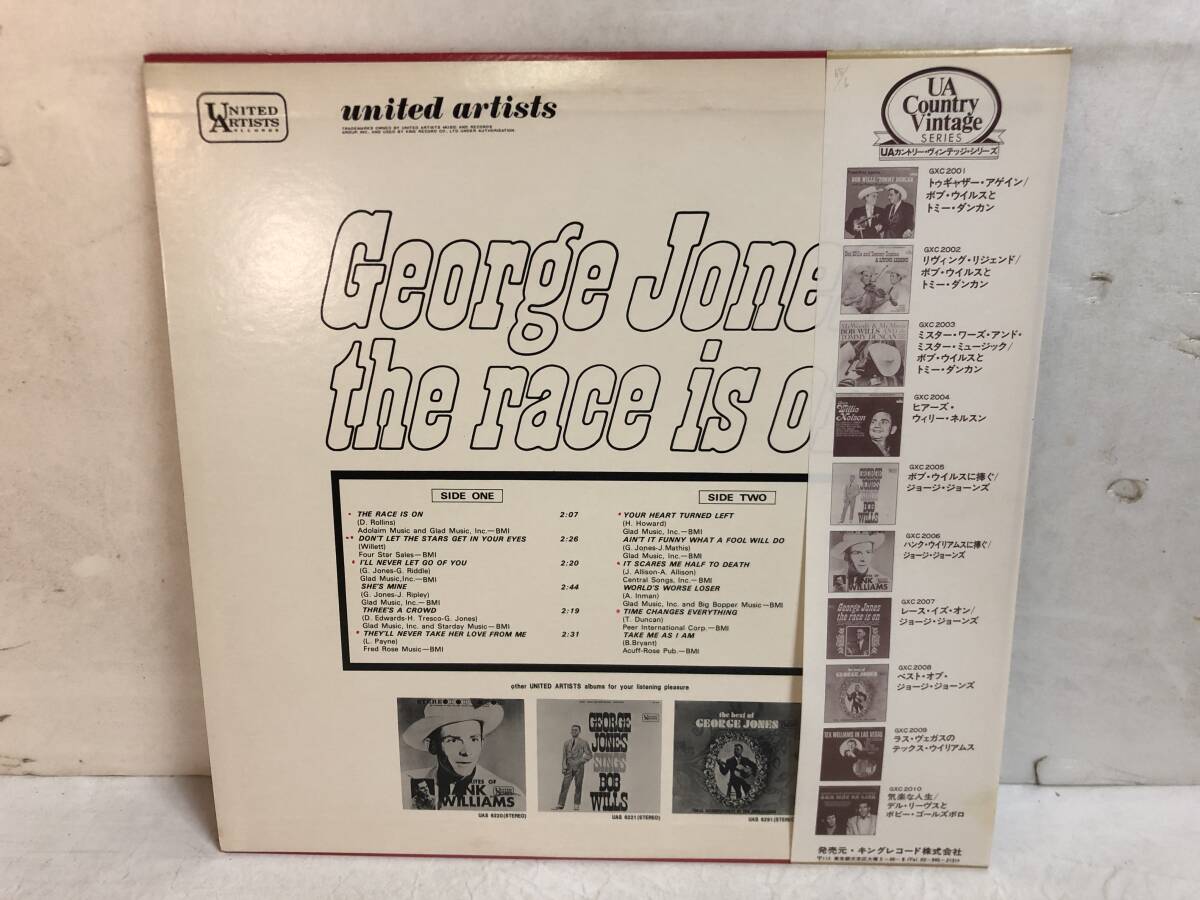 UNITED
ARTISTS
RECORDS
united artists
TRADEMARKS OWNED BY UNITED ARTISTS MUSIC AND RECORDS
GROUP, INC. AND USED BY KING RECORD CO., LTD. UNDER AUTHORIZATION.
George Jone
the race is o
SIDE ONE
THE RACE IS ON 2:07
(D. Rollins)
Adolaim Music and Glad Music, Inc.—BMI
DON'T LET THE STARS GET IN YOUR EYES 2:26
(Willett)
Four Star Sales—BMI
I'LL NEVER LET GO OF YOU 2:20
(G. Jones-G. Riddle)
Glad Music,Inc.—BMI
SHE'S MINE 2:44
(G. Jones-J. Ripley)
Glad Music, Inc.—BMI
THREE'S A CROWD 2:19
(D. Edwards-H. Tresco-G. Jones)
Glad Music, Inc. and Starday Music—BMI
THEY'LL NEVER TAKE HER LOVE FROM ME 2:31
(L. Payne)
Fred Rose Music—BMI
SIDE TWO
YOUR HEART TURNED LEFT
(H. Howard)
Glad Music, Inc.—BMI
AIN'T IT FUNNY WHAT A FOOL WILL DO
(G. Jones-J.Mathis)
Glad Music, Inc.—BMI
IT SCARES ME HALF TO DEATH
(J. Allison-A. Allison)
Central Songs, Inc.—BMI
WORLD'S WORSE LOSER
(A. Inman)
Glad Music, Inc. and Big Bopper Music—BMI
TIME CHANGES EVERYTHING
(T. Duncan)
Peer International Corp.—BMI
TAKE ME AS I AM
(B.Bryant)
Acuff-Rose Pub.—BMI
other UNITED ARTISTS albums for your listening pleasure
NK
WILLIAMS
UAS 6220(STEREO)
GEORGE
JONES
SINGS
BOB
WILLS
UAS 6221(STEREO)
the best of
GEORGE JONES
UAS 6291(STEREO)
UA
Country
Vintage
SERIES
UAカントリー・ヴィンテッジ・シリーズ
GXC 2001
トゥギャザー・アゲイン/
ボブ・ウイルスと
トミー・ダンカン
GXC 2002
リヴィング・リジェンド/
ボブ・ウイルスと
トミー・ダンカン
GXC 2003
ミスター・ワーズ・アンド・
ミスター・ミュージック/
ボブ・ウイルスと
トミー・ダンカン
GXC 2004
ヒアーズ・
ウィリー・ネルスン
GXC 2005
ボブ・ウイルスに捧ぐ/
ジョージ・ジョーンズ
GXC 2006
ハンク・ウイリアムスに捧ぐ/
ジョージ・ジョーンズ
GXC 2007
レース・イズ・オン/
ジョージ・ジョーンズ
GXC 2008
ベスト・オブ・
ジョージ・ジョーンズ
GXC 2009
ラス・ヴェガスの
テックス・ウイリアムス
GXC 2010
気楽な人生/
デル・リーヴスと
ボビー・ゴールズボロ
発売元・キングレコード株式会社